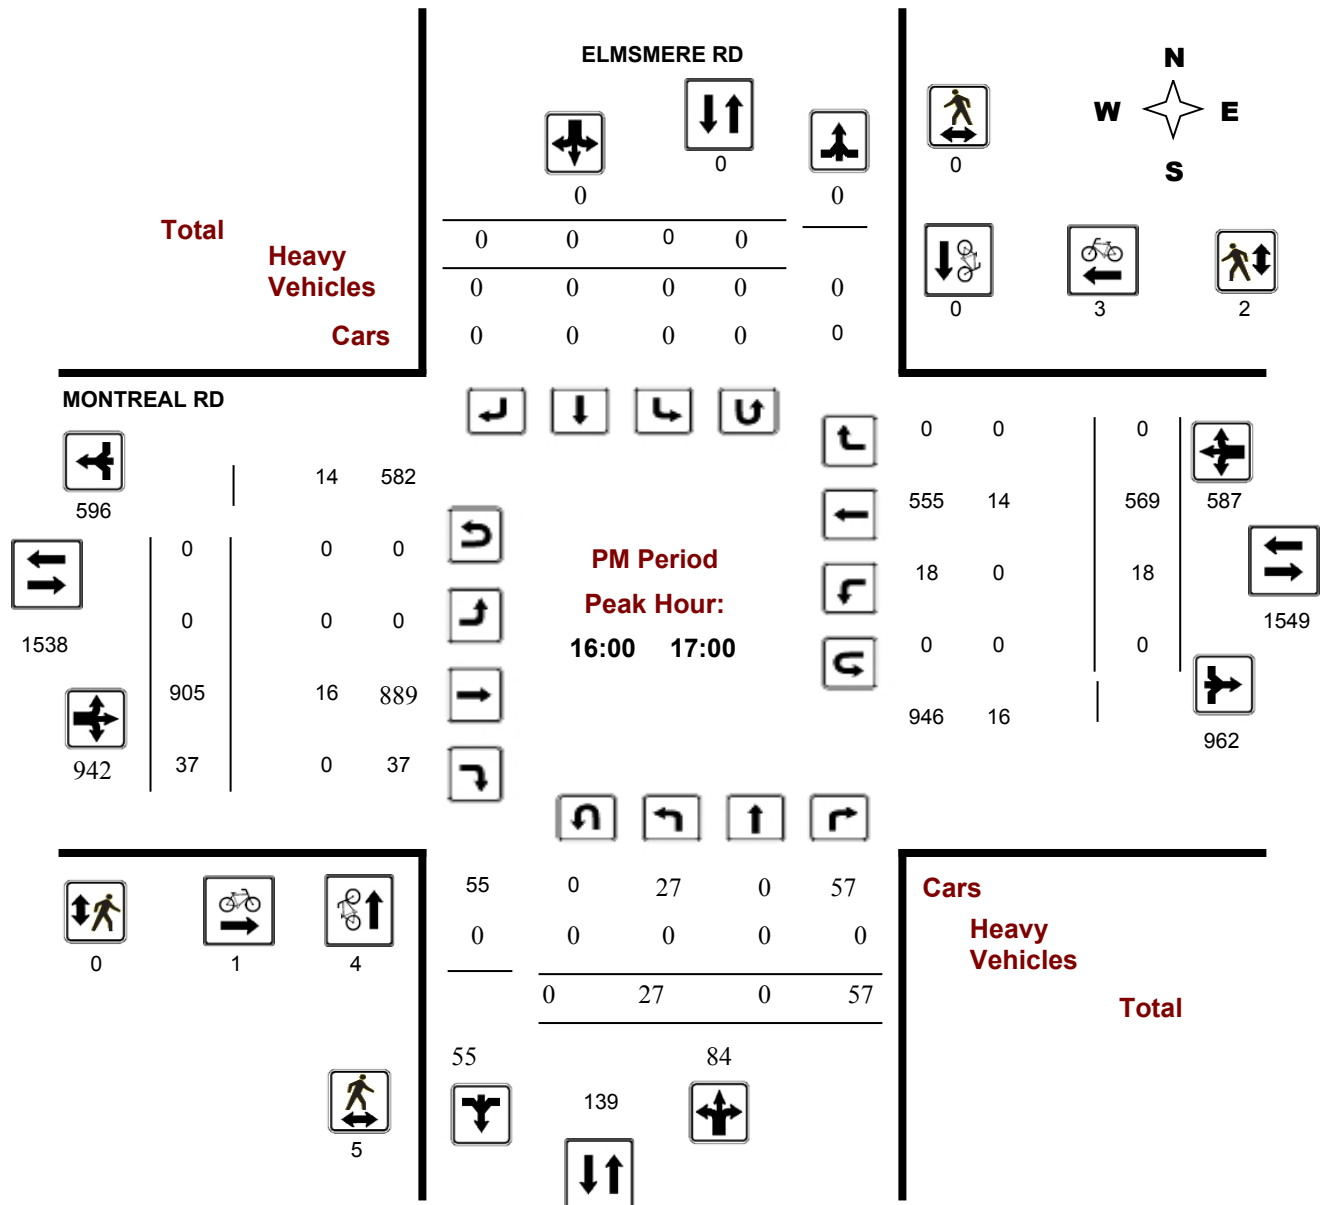 ELMSMERE RD
N
W E
S
0
0
0
0 0
Total
0 0 0 0
Heavy
Vehicles
0 0 0 0 0
0 3 2
Cars
0 0 0 0 0
MONTREAL RD
0 0 0
14 582
596
555 14 569 587
0 0 0
PM Period
18 0 18
Peak Hour:
0 0 0
1538
1549
16:00 17:00
0 0 0
905 16 889
946 16
962
942 37 0 37
55 0 27 0 57
Cars
0 0 0 0 0
Heavy
Vehicles
0 1 4
0 27 0 57
Total
55 84
139
5